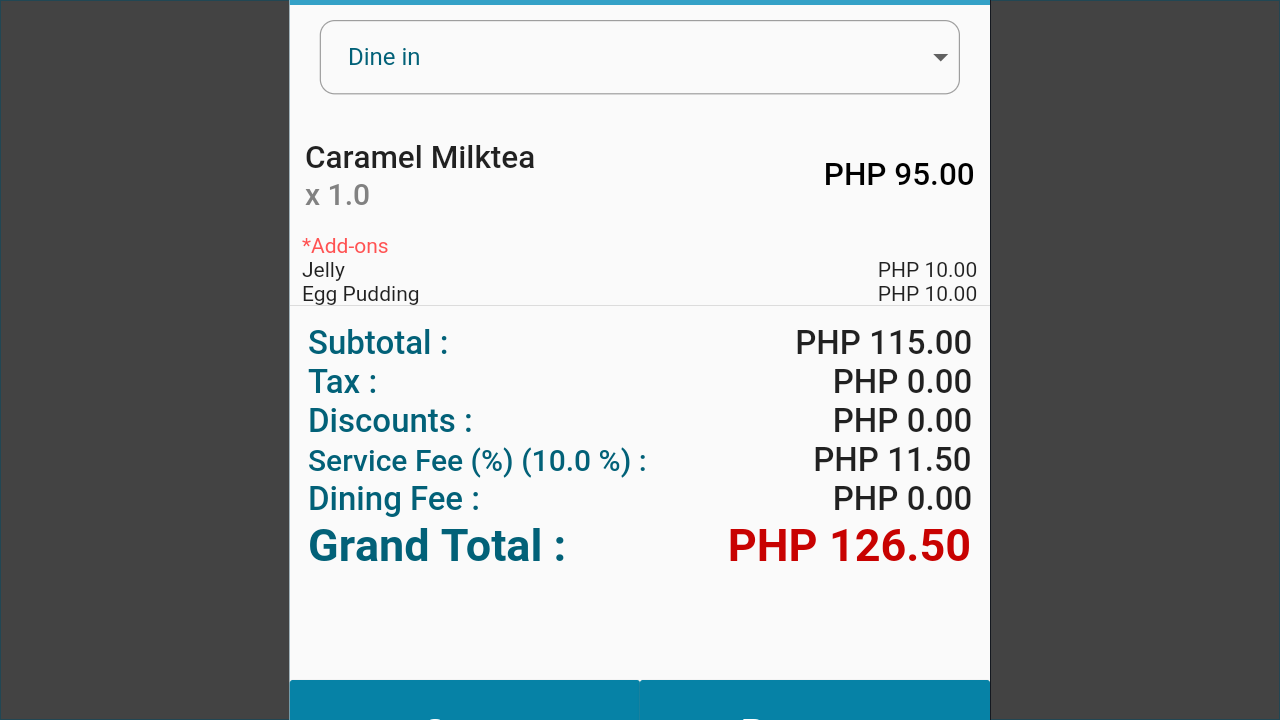 Dine in
Caramel Milktea
PHP 95.00
x 1.0
*Add-ons
Jelly PHP 10.00
Egg Pudding PHP 10.00
Subtotal : PHP 115.00
Tax : PHP 0.00
Discounts : PHP 0.00
Service Fee (%) (10.0 %) : PHP 11.50
Dining Fee : PHP 0.00
Grand Total : PHP 126.50